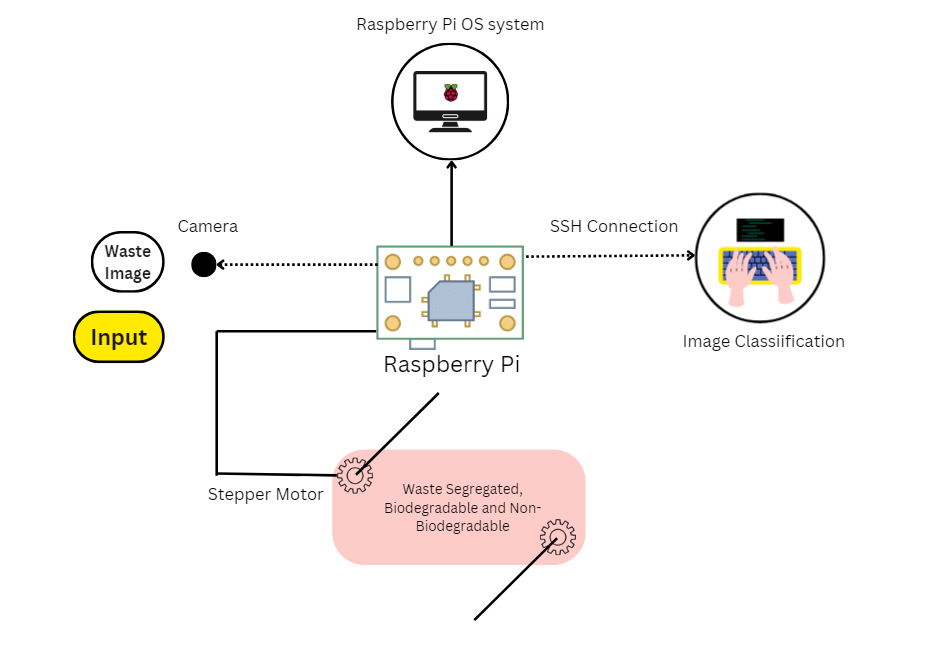 Raspberry Pi OS system
Camera
SSH Connection
Waste
Image
Input
Image Classiification
Raspberry Pi
Stepper Motor
Waste Segregated,
Biodegradable and Non-
Biodegradable